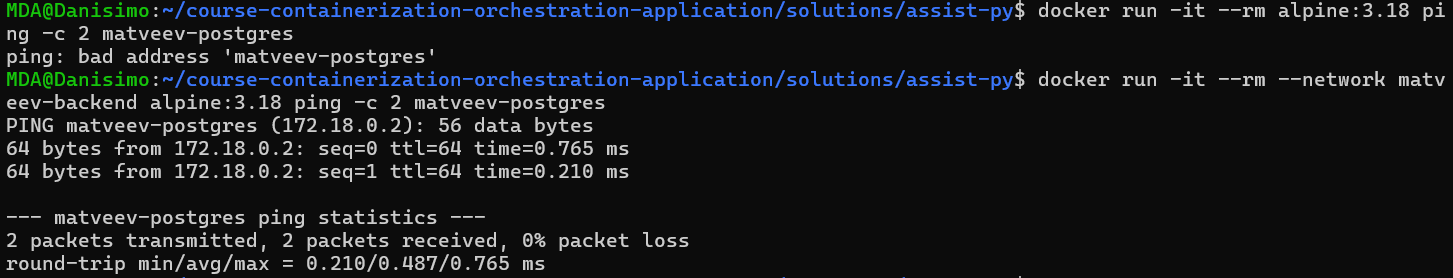 MDA@Danisimo:~/course-containerization-orchestration-application/solutions/assist-py$ docker run -it --rm alpine:3.18 pi
ng -c 2 matveev-postgres
ping: bad address 'matveev-postgres'
MDA@Danisimo:~/course-containerization-orchestration-application/solutions/assist-py$ docker run -it --rm --network matv
eev-backend alpine:3.18 ping -c 2 matveev-postgres
PING matveev-postgres (172.18.0.2): 56 data bytes
64 bytes from 172.18.0.2: seq=0 ttl=64 time=0.765 ms
64 bytes from 172.18.0.2: seq=1 ttl=64 time=0.210 ms

--- matveev-postgres ping statistics ---
2 packets transmitted, 2 packets received, 0% packet loss
round-trip min/avg/max = 0.210/0.487/0.765 ms